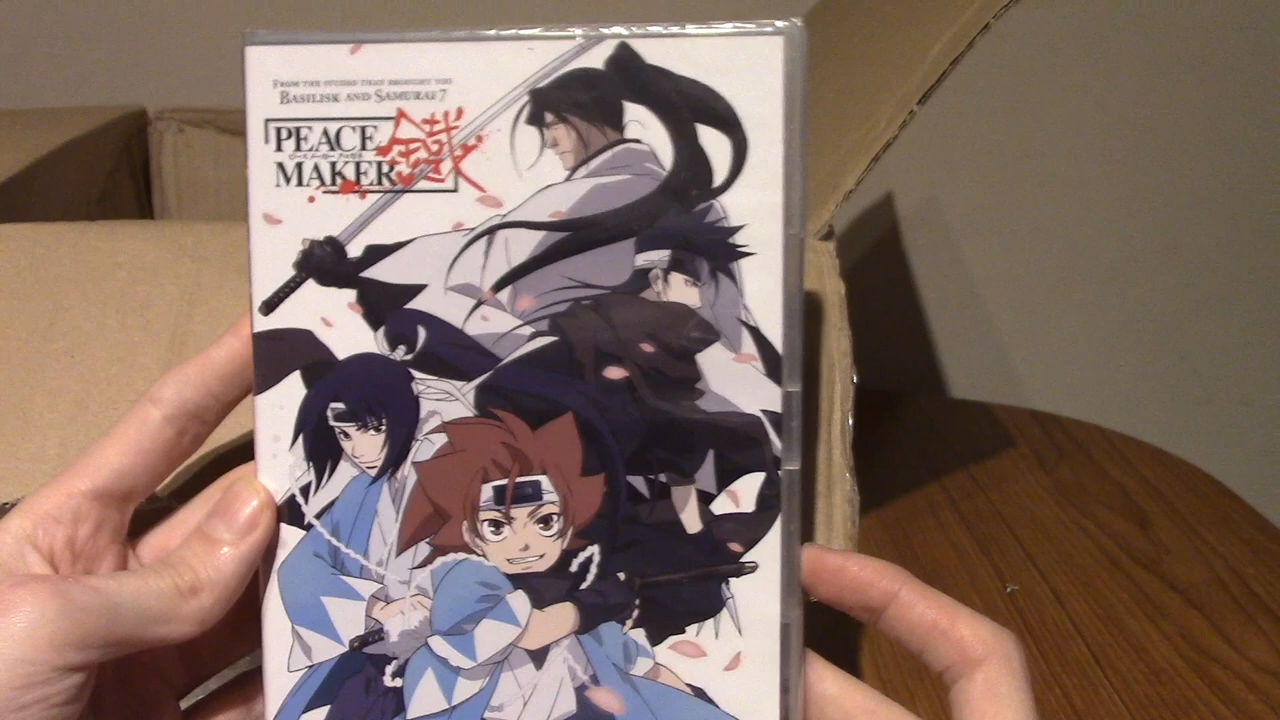 FROM THE STUDIO THAT BROUGHT YOU
BASILISK AND SAMURAI 7
PEACE
MAKER
鐵